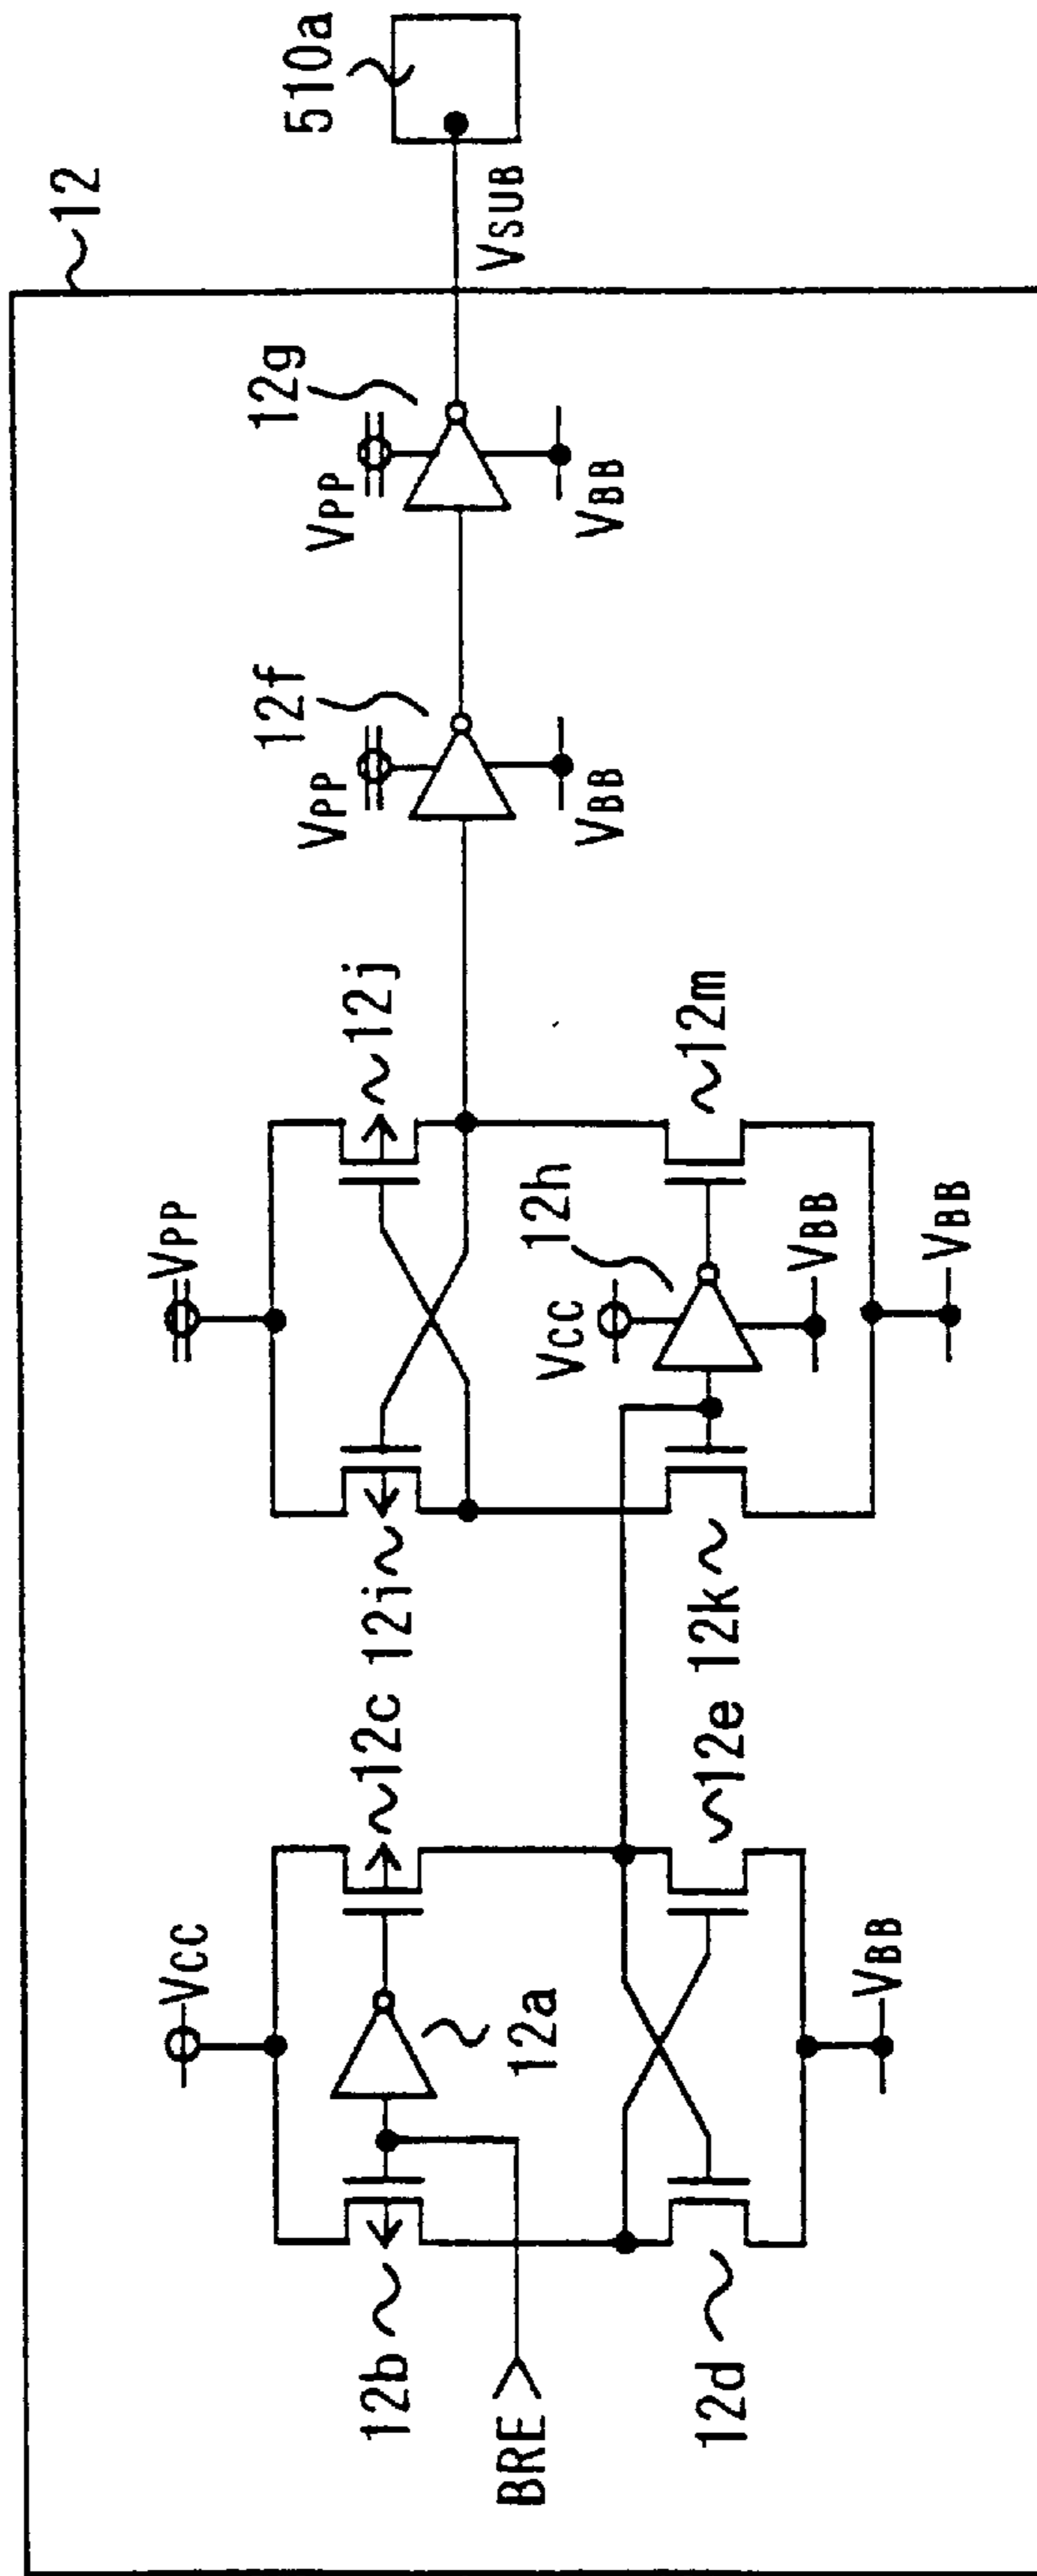 12
510a
VSUB
12g
VPP
VBB
12f
VPP
VBB
VPP
12j
12i
12h
VCC
VBB
12m
12k
VBB
VCC
12c
12b
12a
12e
12d
VBB
BRE